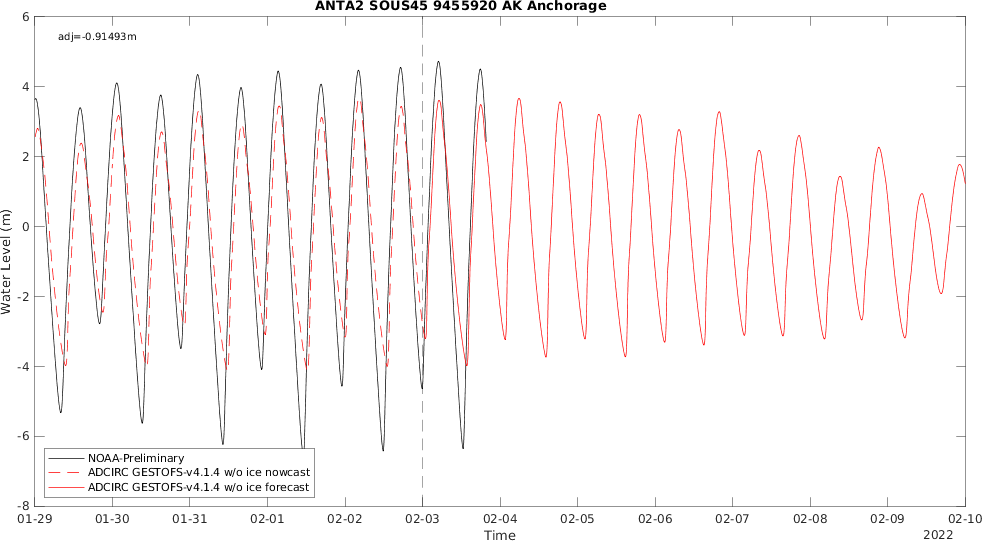 ANTA2 SOUS45 9455920 AK Anchorage
adj=-0.91493m
6
4
2
0
-2
-4
-6
-8
Water Level (m)
NOAA-Preliminary
ADCIRC GESTOFS-v4.1.4 w/o ice nowcast
ADCIRC GESTOFS-v4.1.4 w/o ice forecast
01-29 01-30 01-31 02-01 02-02 02-03 02-04 02-05 02-06 02-07 02-08 02-09 02-10
Time
2022